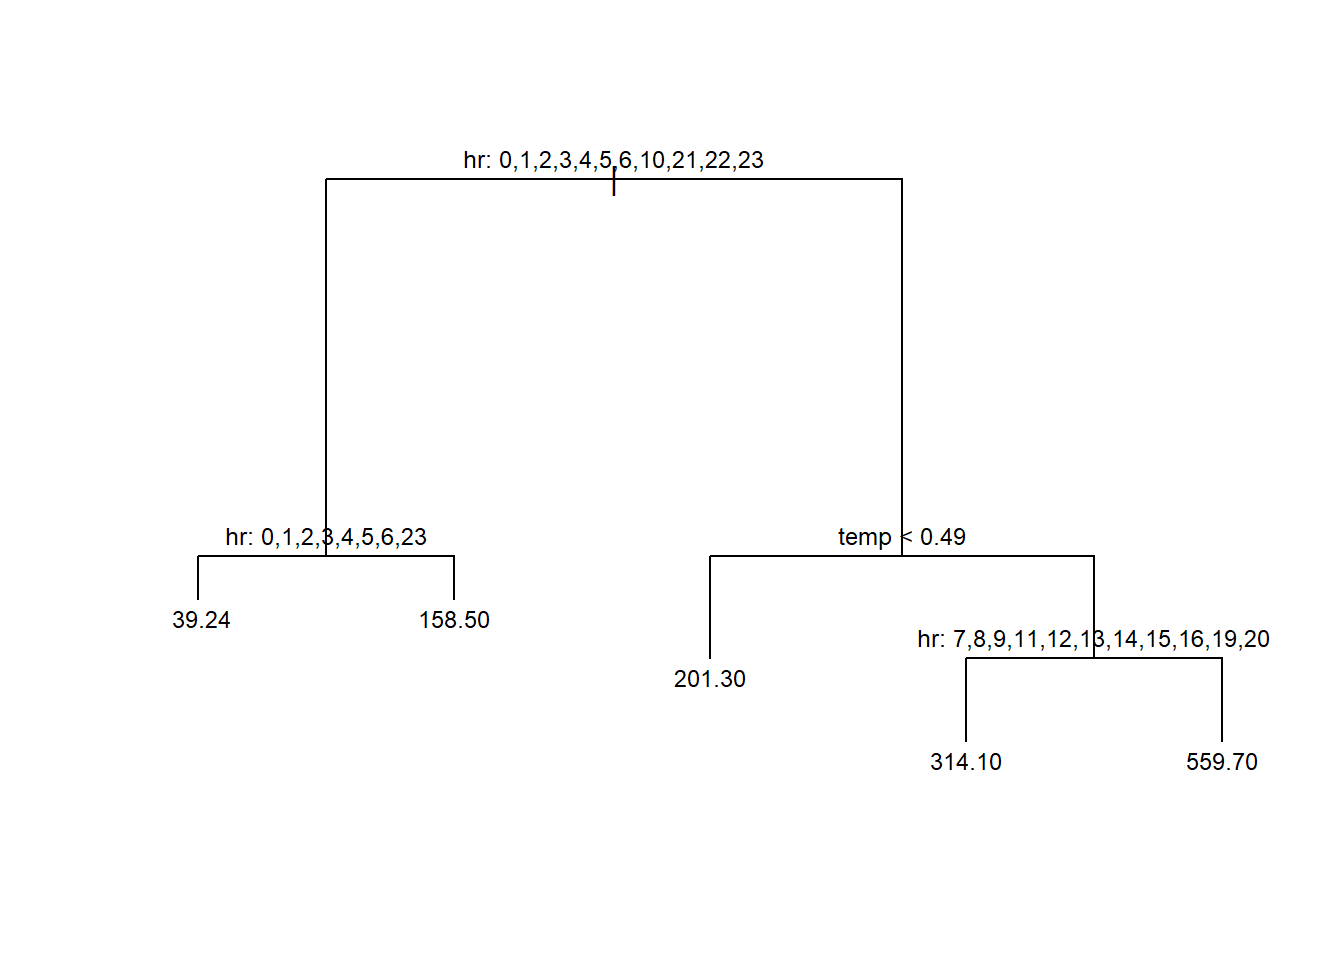 hr: 0,1,2,3,4,5,6,10,21,22,23
hr: 0,1,2,3,4,5,6,23
temp < 0.49
39.24
158.50
hr: 7,8,9,11,12,13,14,15,16,19,20
201.30
314.10
559.70